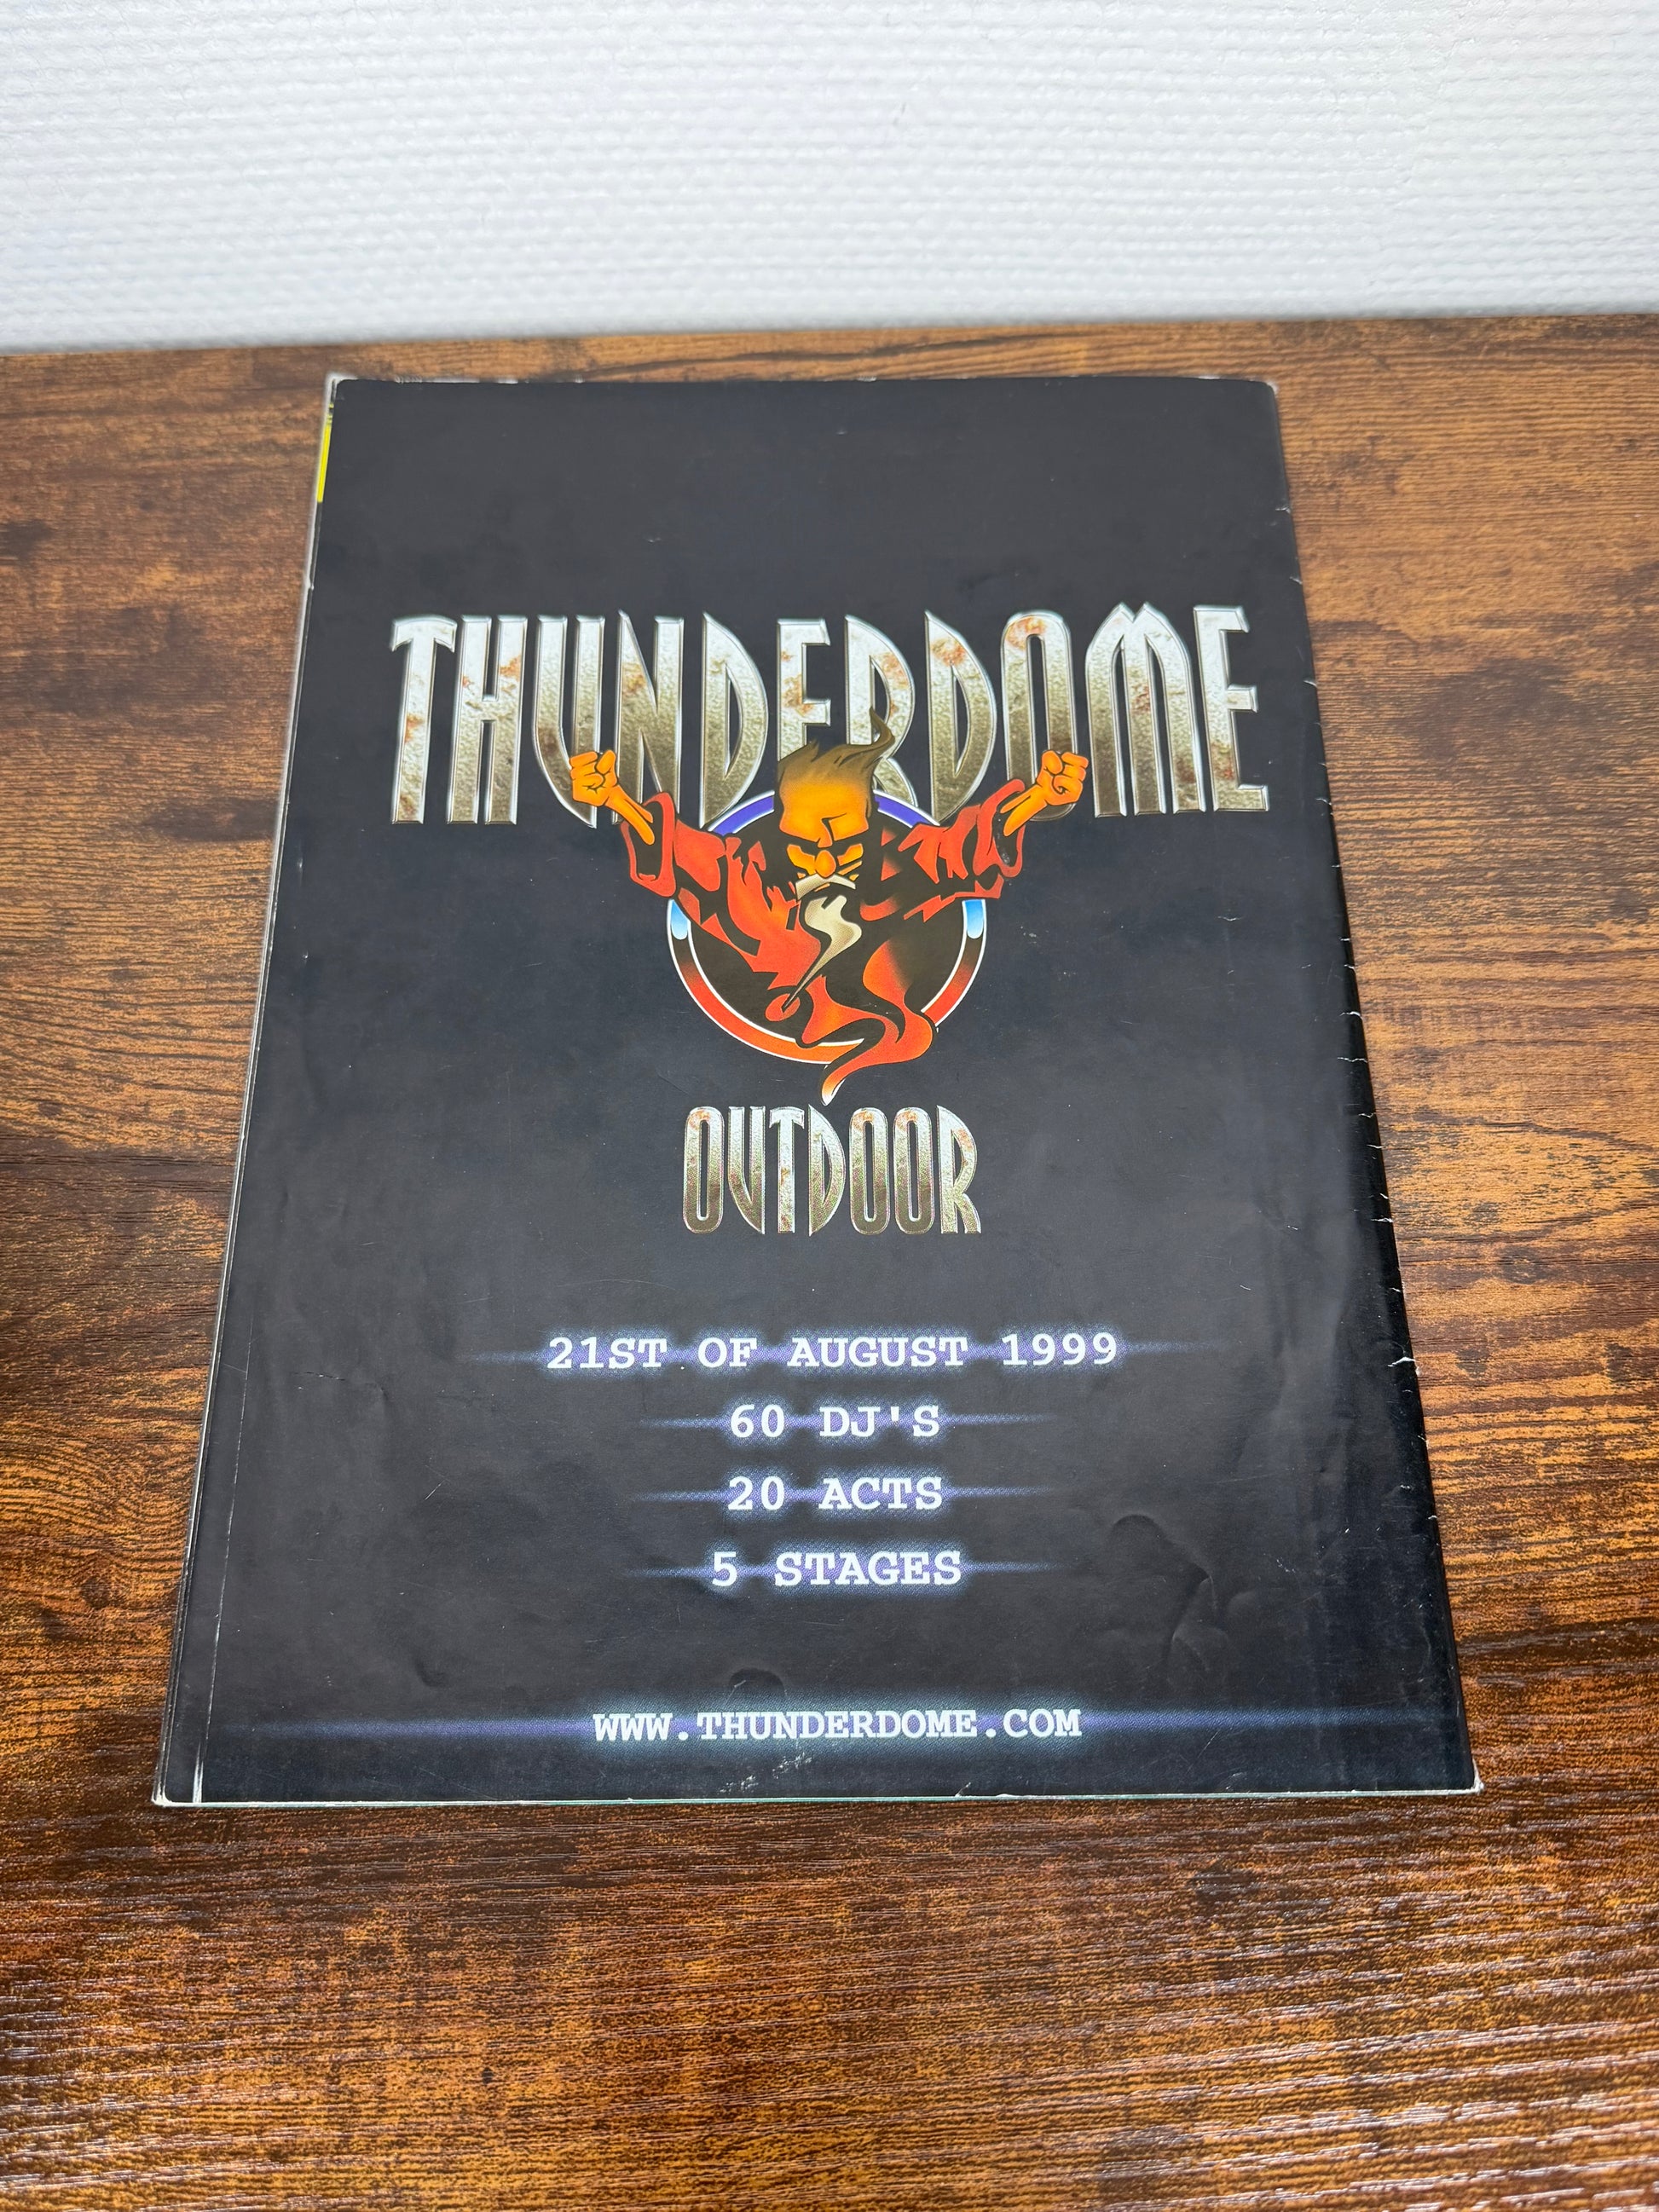 THUNDERDOME
OUTDOOR
21ST OF AUGUST 1999
60 DJ'S
20 ACTS
5 STAGES
WWW.THUNDERDOME.COM